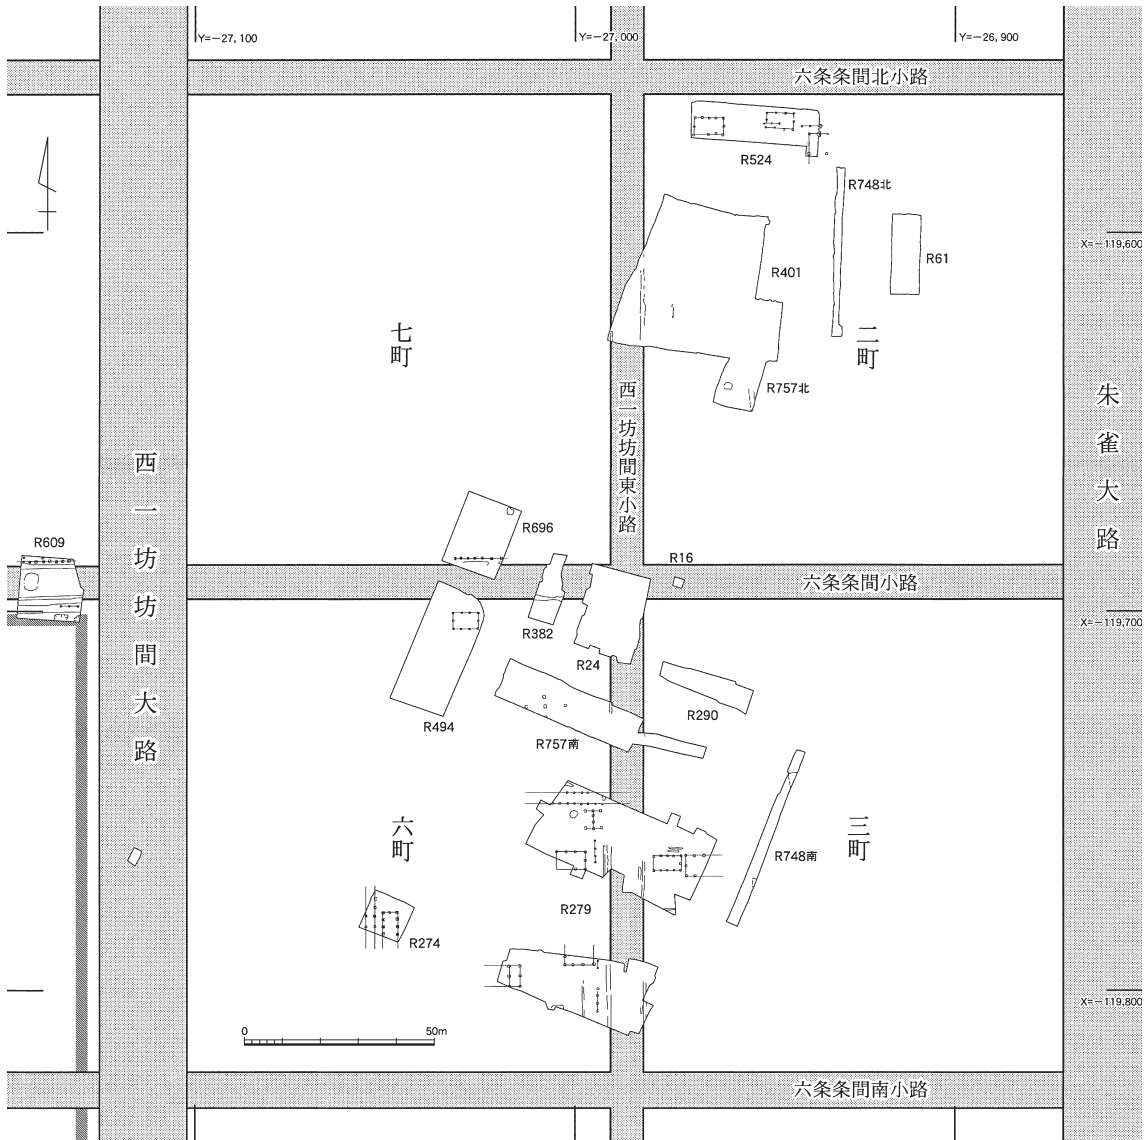 Y=−27,100
Y=−27,000
Y=−26,900
六条条間北小路
R524
R748北
X=−119,600
R61
R401
七町
二町
R757北
西一坊坊間東小路
朱雀大路
西一坊坊間大路
R696
R609
R16
六条条間小路
X=−119,700
R382
R24
R494
R290
R757南
六町
三町
R748南
R279
R274
X=−119,800
0
50m
六条条間南小路